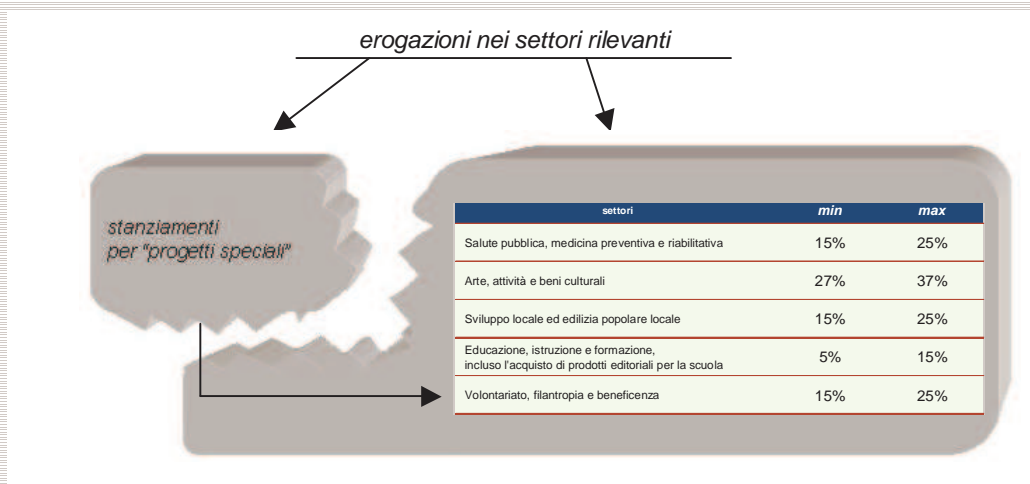 erogazioni nei settori rilevanti
stanziamenti
per "progetti speciali"
settori min max
Salute pubblica, medicina preventiva e riabilitativa 15% 25%
Arte, attività e beni culturali 27% 37%
Sviluppo locale ed edilizia popolare locale 15% 25%
Educazione, istruzione e formazione,
incluso l'acquisto di prodotti editoriali per la scuola 5% 15%
Volontariato, filantropia e beneficenza 15% 25%